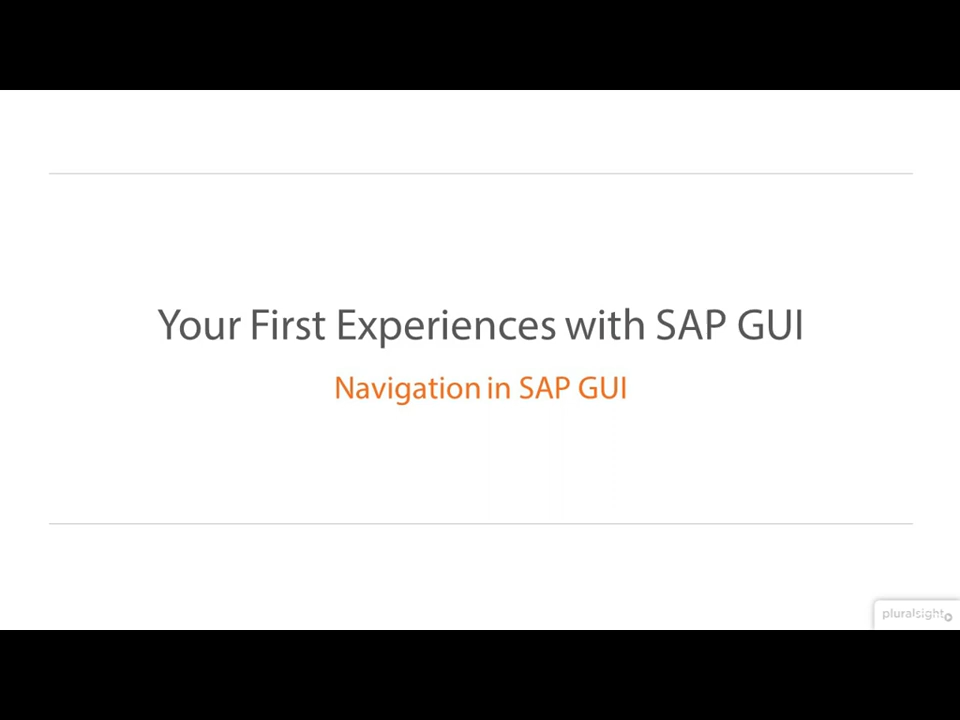 Your First Experiences with SAP GUI
Navigation in SAP GUI
pluralsight